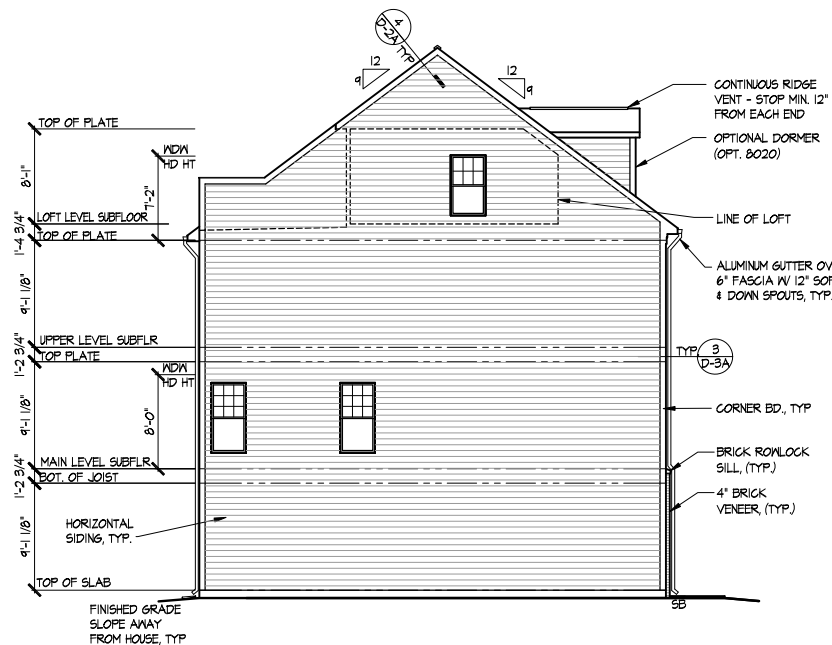 4
D-2A
TYP
12
9
12
9
CONTINUOUS RIDGE
VENT - STOP MIN. 12"
FROM EACH END
OPTIONAL DORMER
(OPT. 8020)
LINE OF LOFT
ALUMINUM GUTTER OV
6" FASCIA W/ 12" SOF
& DOWN SPOUTS, TYP.
TYP
3
D-3A
CORNER BD., TYP
BRICK ROWLOCK
SILL, (TYP.)
4" BRICK
VENEER, (TYP.)
SB
TOP OF PLATE
WDW
HD HT
8'-1"
7'-2"
LOFT LEVEL SUBFLOOR
1'-4 3/4"
TOP OF PLATE
9'-1 1/8"
UPPER LEVEL SUBFLR
1'-2 3/4"
TOP PLATE
WDW
HD HT
9'-1 1/8"
8'-0"
MAIN LEVEL SUBFLR
1'-2 3/4"
BOT. OF JOIST
9'-1 1/8"
HORIZONTAL
SIDING, TYP.
TOP OF SLAB
FINISHED GRADE
SLOPE AWAY
FROM HOUSE, TYP